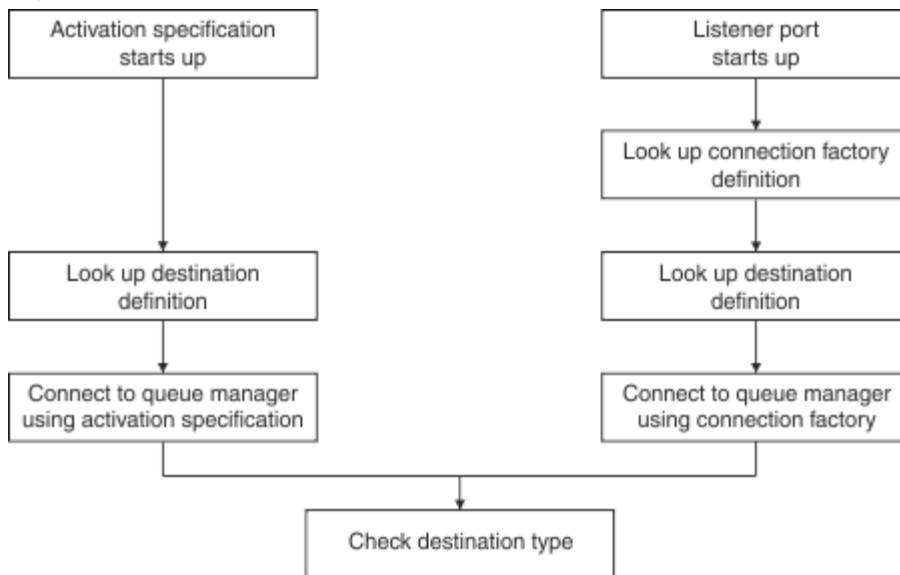 Activation specification
starts up
Listener port
starts up
Look up connection factory
definition
Look up destination
definition
Look up destination
definition
Connect to queue manager
using activation specification
Connect to queue manager
using connection factory
Check destination type